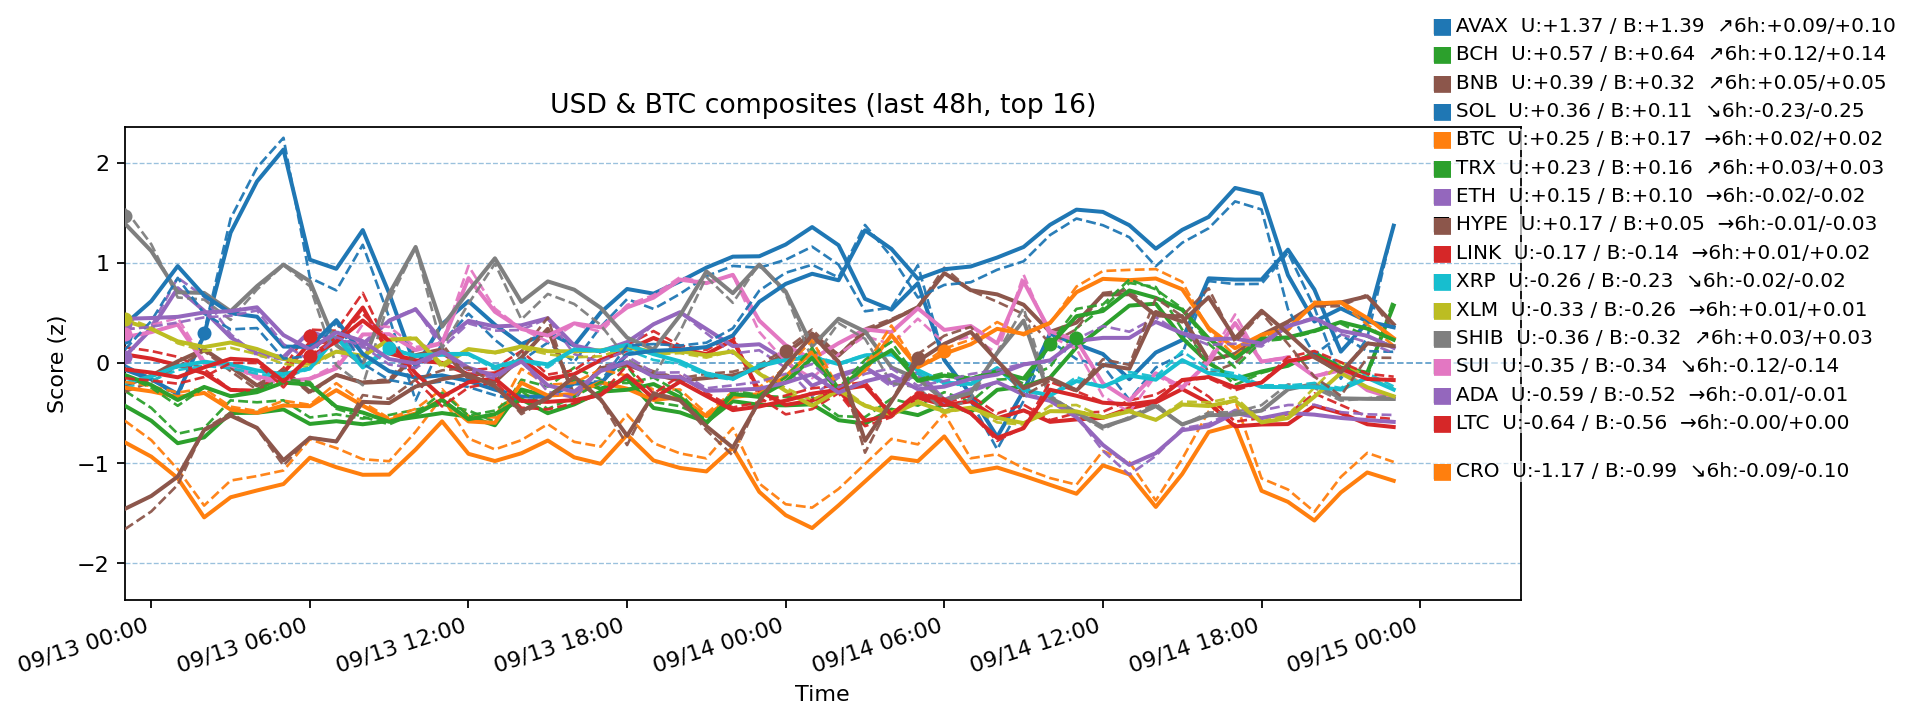 USD & BTC composites (last 48h, top 16)
AVAX U:+1.37 / B:+1.39 ↗6h:+0.09/+0.10
BCH U:+0.57 / B:+0.64 ↗6h:+0.12/+0.14
BNB U:+0.39 / B:+0.32 ↗6h:+0.05/+0.05
SOL U:+0.36 / B:+0.11 ↘6h:-0.23/-0.25
BTC U:+0.25 / B:+0.17 →6h:+0.02/+0.02
TRX U:+0.23 / B:+0.16 ↗6h:+0.03/+0.03
ETH U:+0.15 / B:+0.10 →6h:-0.02/-0.02
HYPE U:+0.17 / B:+0.05 →6h:-0.01/-0.03
LINK U:-0.17 / B:-0.14 →6h:+0.01/+0.02
XRP U:-0.26 / B:-0.23 ↘6h:-0.02/-0.02
XLM U:-0.33 / B:-0.26 →6h:+0.01/+0.01
SHIB U:-0.36 / B:-0.32 ↗6h:+0.03/+0.03
SUI U:-0.35 / B:-0.34 ↘6h:-0.12/-0.14
ADA U:-0.59 / B:-0.52 →6h:-0.01/-0.01
LTC U:-0.64 / B:-0.56 →6h:-0.00/+0.00
CRO U:-1.17 / B:-0.99 ↘6h:-0.09/-0.10
Score (z)
2
1
0
−1
−2
09/13 00:00
09/13 06:00
09/13 12:00
09/13 18:00
09/14 00:00
09/14 06:00
09/14 12:00
09/14 18:00
09/15 00:00
Time